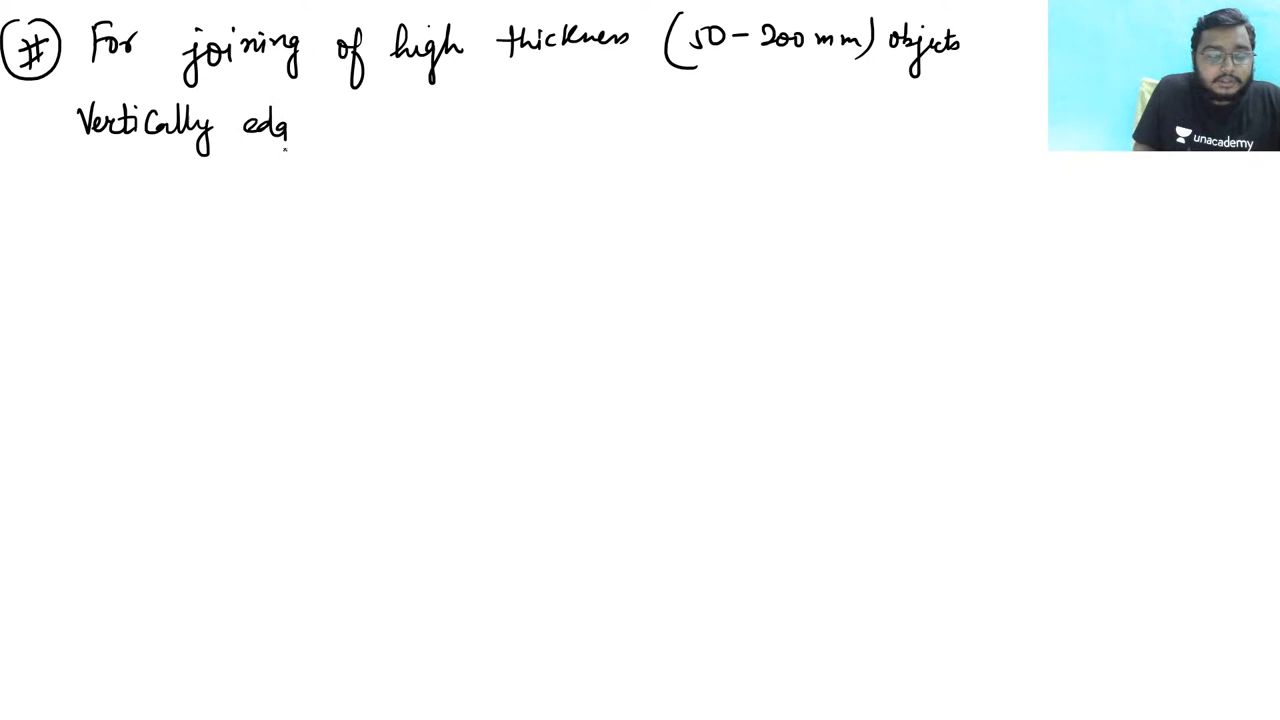 # For joining of high thickness (50-200 mm) objects
Vertically edg
unacademy